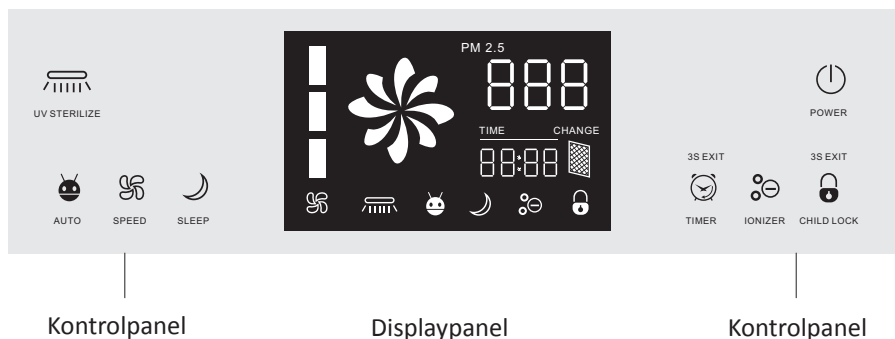 UV STERILIZE
AUTO SPEED SLEEP
PM 2.5
888
TIME CHANGE
88:88
POWER
3S EXIT 3S EXIT
TIMER IONIZER CHILD LOCK
Kontrolpanel Displaypanel Kontrolpanel